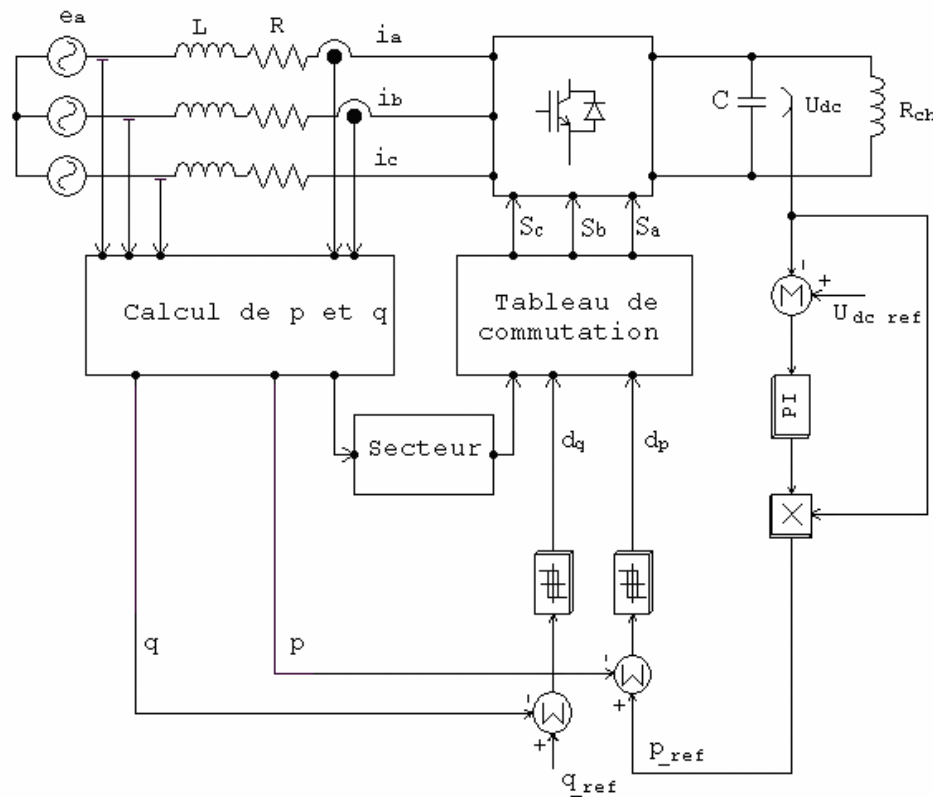 ea
L
R
ia
ib
ic
C
Udc
Rch
Sc
Sb
Sa
Calcul de p et q
Tableau de
commutation
-
+
Udc ref
PI
Secteur
dq
dp
×
q
p
-
+
-
+
p_ref
q_ref